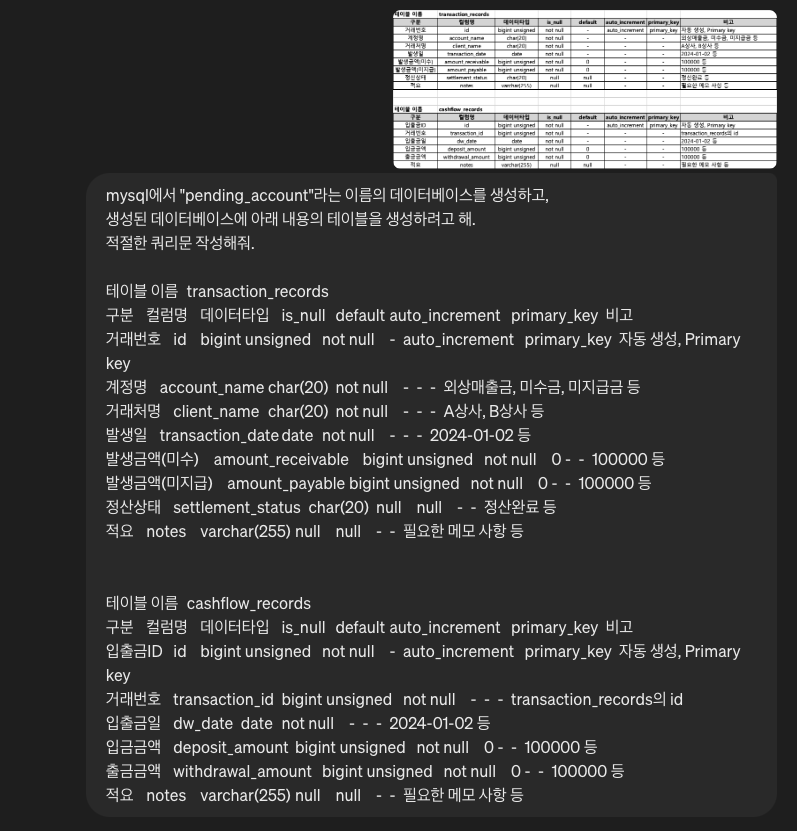 테이블 이름 transaction_records
구분 컬럼명 데이터타입 is_null default auto_increment primary_key 비고
거래번호 id bigint unsigned not null - auto_increment primary_key 자동 생성, Primary key
계정명 account_name char(20) not null - - - 외상매출금, 미수금, 미지급금 등
거래처명 client_name char(20) not null - - - A상사, B상사 등
발생일 transaction_date date not null - - - 2024-01-02 등
발생금액(미수) amount_receivable bigint unsigned not null 0 - - 100000 등
발생금액(미지급) amount_payable bigint unsigned not null 0 - - 100000 등
정산상태 settlement_status char(20) null null - - 정산완료 등
적요 notes varchar(255) null null - - 필요한 메모 사항 등
테이블 이름 cashflow_records
구분 컬럼명 데이터타입 is_null default auto_increment primary_key 비고
입출금ID id bigint unsigned not null - auto_increment primary_key 자동 생성, Primary key
거래번호 transaction_id bigint unsigned not null - - - transaction_records의 id
입출금일 dw_date date not null - - - 2024-01-02 등
입금금액 deposit_amount bigint unsigned not null 0 - - 100000 등
출금금액 withdrawal_amount bigint unsigned not null 0 - - 100000 등
적요 notes varchar(255) null null - - 필요한 메모 사항 등
mysql에서 "pending_account"라는 이름의 데이터베이스를 생성하고,
생성된 데이터베이스에 아래 내용의 테이블을 생성하려고 해.
적절한 쿼리문 작성해줘.
테이블 이름 transaction_records
구분 컬럼명 데이터타입 is_null default auto_increment primary_key 비고
거래번호 id bigint unsigned not null - auto_increment primary_key 자동 생성, Primary
key
계정명 account_name char(20) not null - - - 외상매출금, 미수금, 미지급금 등
거래처명 client_name char(20) not null - - - A상사, B상사 등
발생일 transaction_date date not null - - - 2024-01-02 등
발생금액(미수) amount_receivable bigint unsigned not null 0 - - 100000 등
발생금액(미지급) amount_payable bigint unsigned not null 0 - - 100000 등
정산상태 settlement_status char(20) null null - - 정산완료 등
적요 notes varchar(255) null null - - 필요한 메모 사항 등
테이블 이름 cashflow_records
구분 컬럼명 데이터타입 is_null default auto_increment primary_key 비고
입출금ID id bigint unsigned not null - auto_increment primary_key 자동 생성, Primary
key
거래번호 transaction_id bigint unsigned not null - - - transaction_records의 id
입출금일 dw_date date not null - - - 2024-01-02 등
입금금액 deposit_amount bigint unsigned not null 0 - - 100000 등
출금금액 withdrawal_amount bigint unsigned not null 0 - - 100000 등
적요 notes varchar(255) null null - - 필요한 메모 사항 등